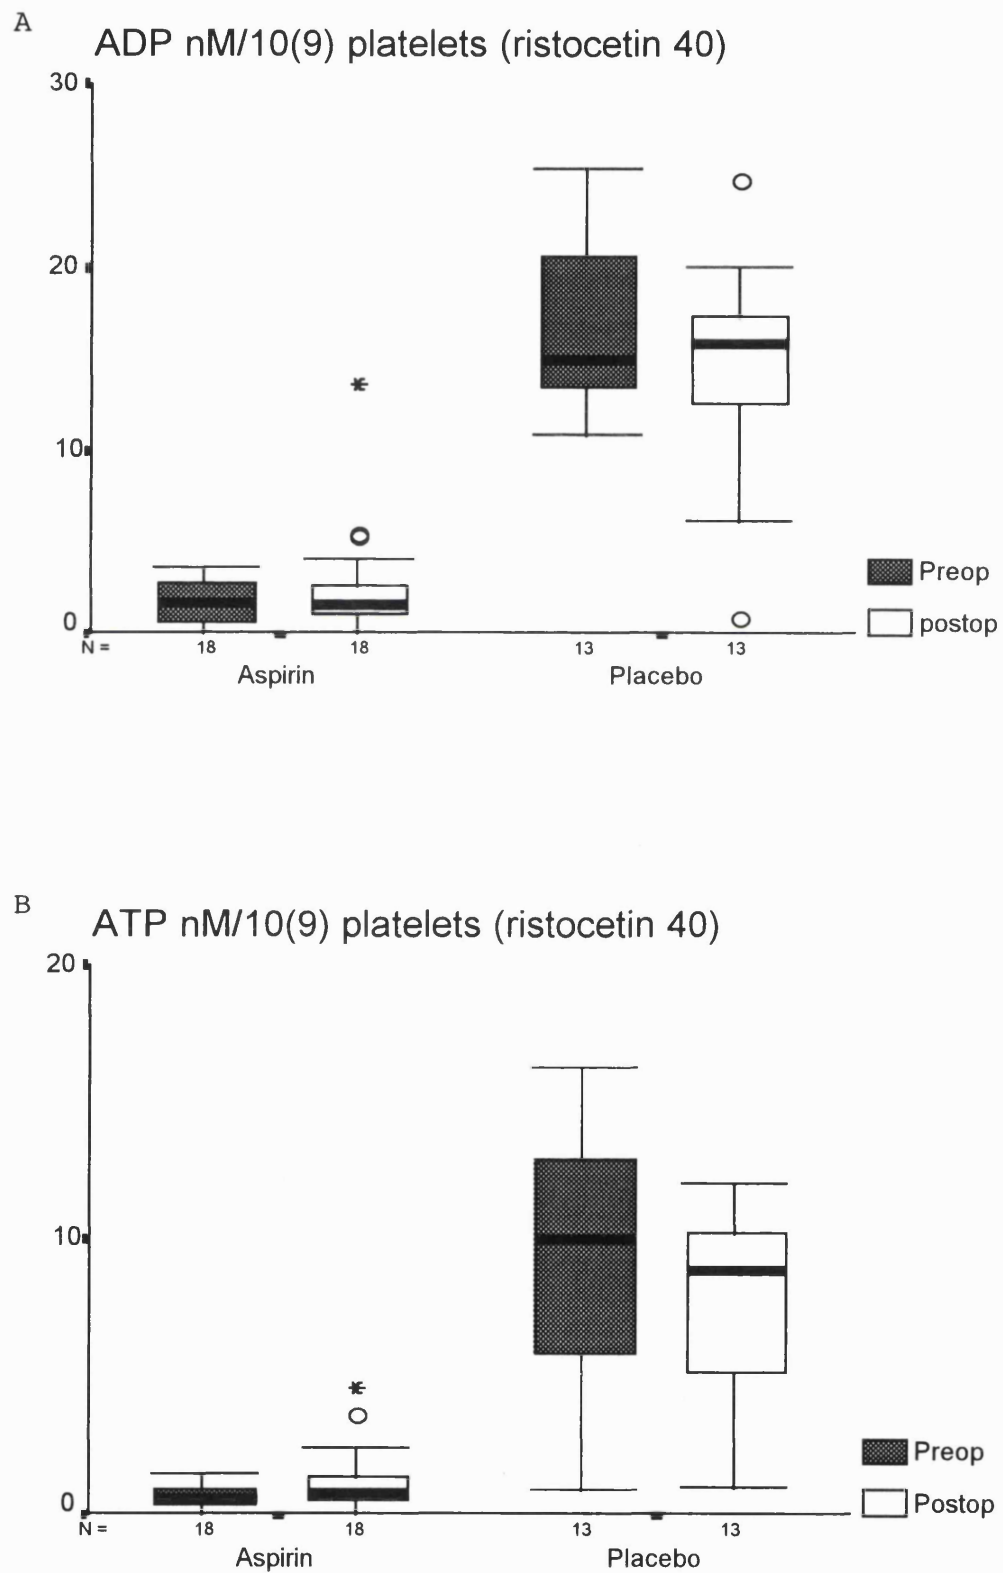 A
ADP nM/10(9) platelets (ristocetin 40)
30
20
10
0
Preop
postop
N = 18 18 13 13
Aspirin Placebo
B
ATP nM/10(9) platelets (ristocetin 40)
20
10
0
Preop
Postop
N = 18 18 13 13
Aspirin Placebo